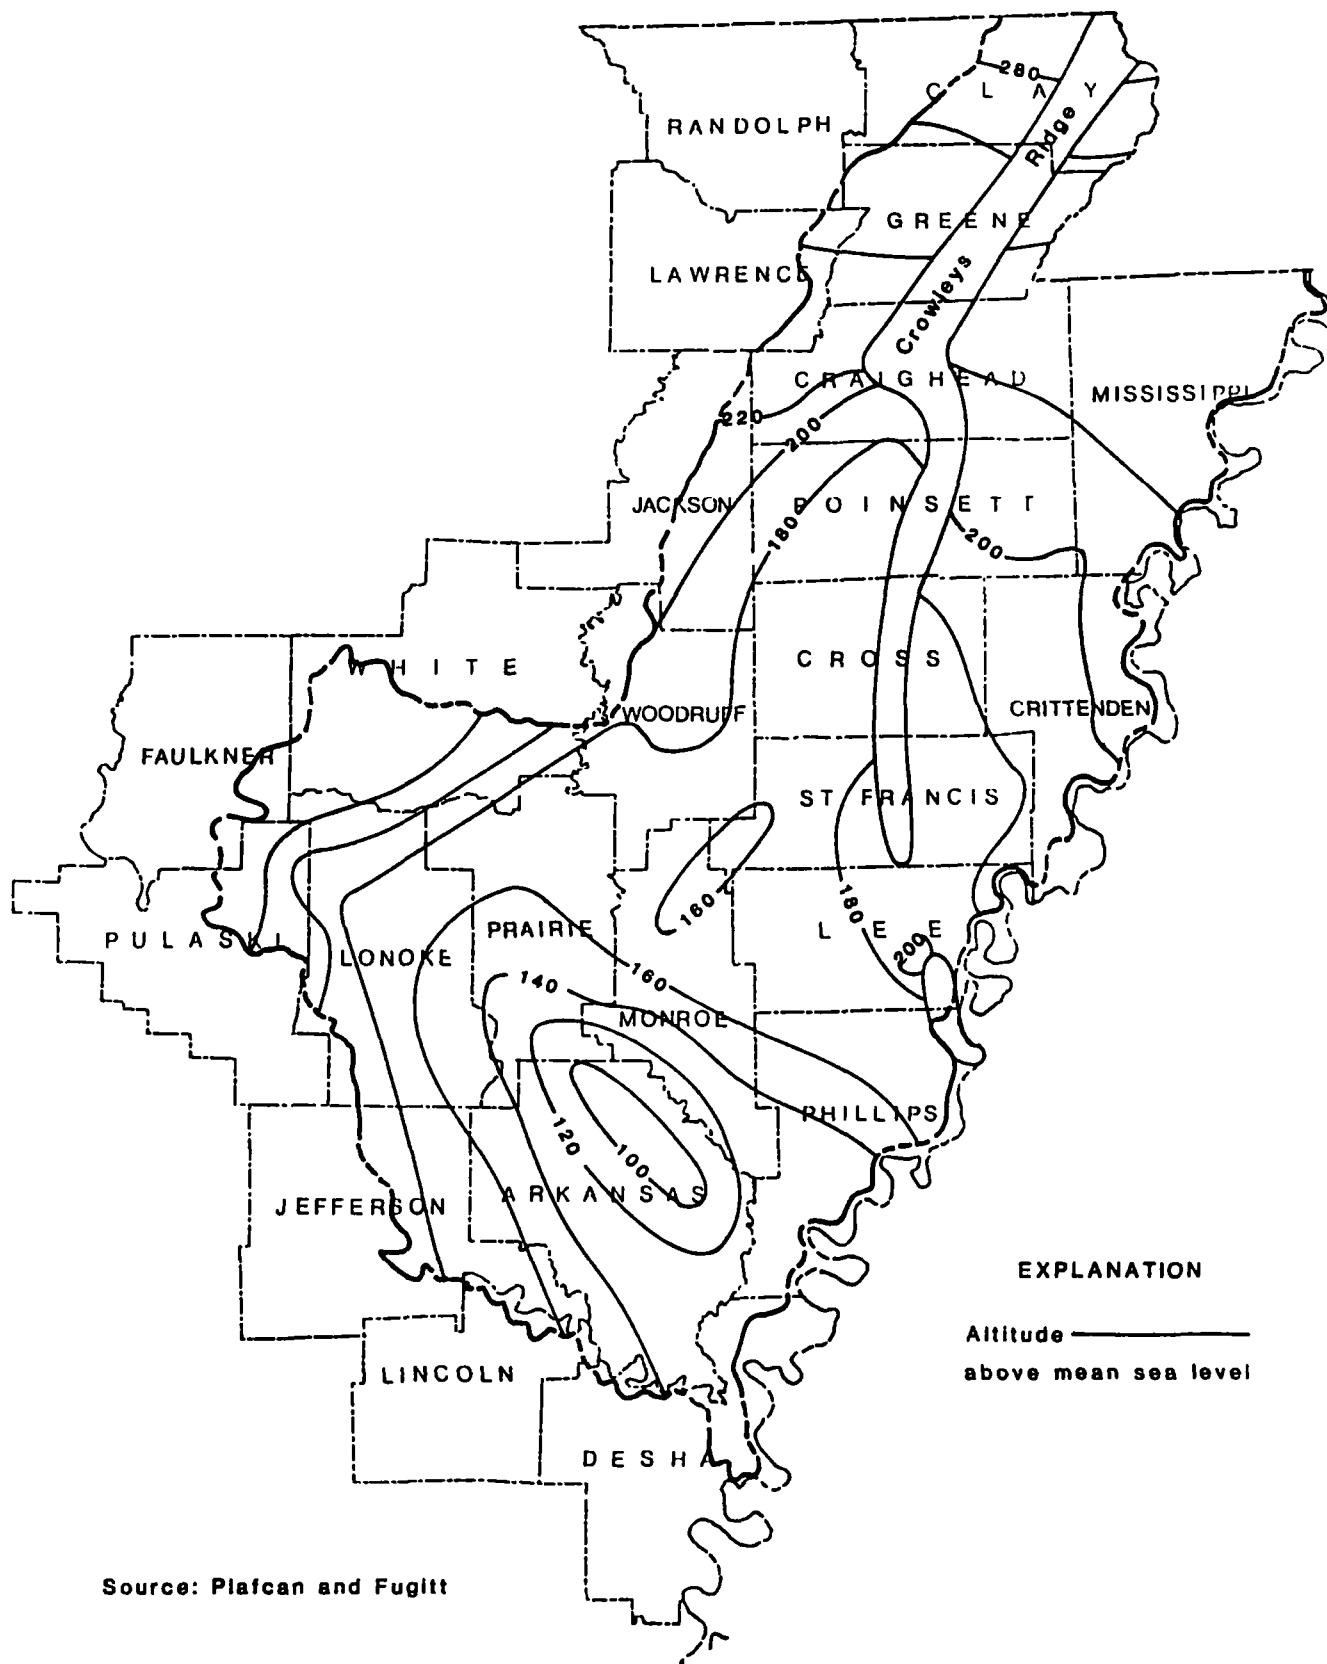 280
C L A Y
RANDOLPH
Ridge
GREENE
LAWRENCE
Crowleys
CRAIGHEAD
MISSISSIPPI
220
200
JACKSON
POINSETT
180
200
WHITE
CROSS
WOODRUFF
CRITTENDEN
FAULKNER
ST FRANCIS
160
180
PULASKI
LONOKE
PRAIRIE
LEE
200
160
140
MONROE
PHILLIPS
120
100
JEFFERSON
ARKANSAS
EXPLANATION
Altitude
above mean sea level
LINCOLN
DESHA
Source: Plafcan and Fugitt